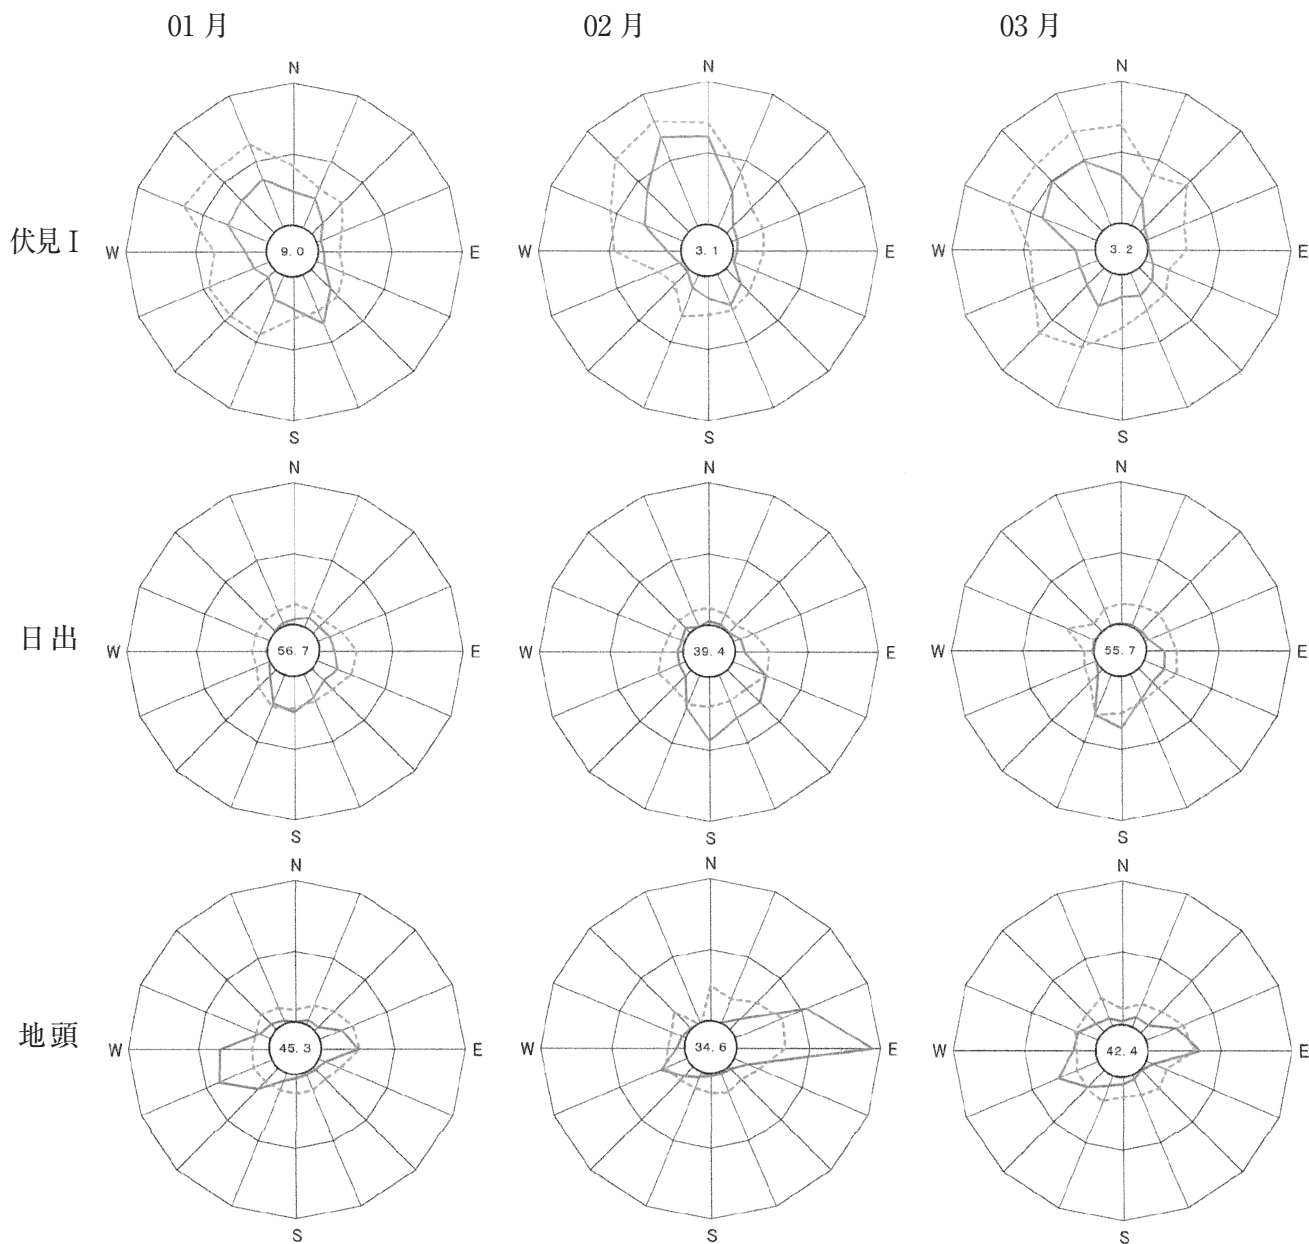 01 月 02 月 03 月
N N N
伏見 I W 9.0 E W 3.1 E W 3.2 E
S S S
N N N
日出 W 56.7 E W 39.4 E W 55.7 E
S S S
N N N
地頭 W 45.3 E W 34.6 E W 42.4 E
S S S